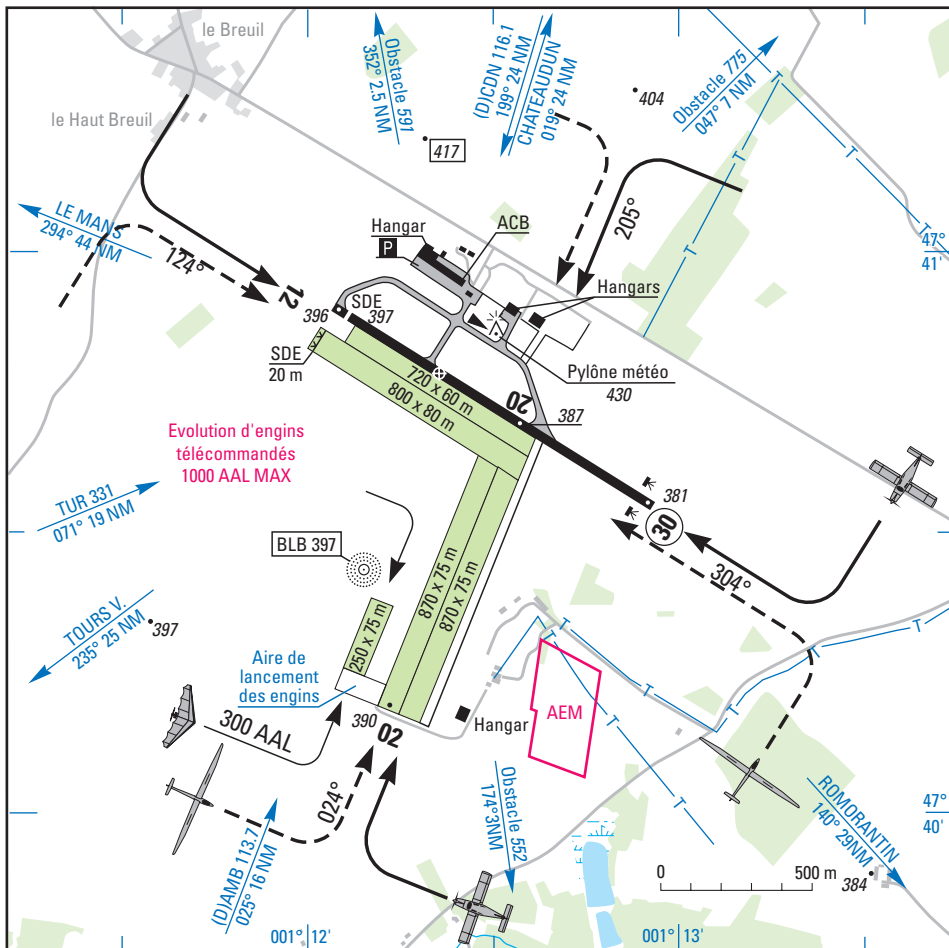 le Breuil
le Haut Breuil
Obstacle 591
352° 2.5 NM
(D)CDN 116.1
199° 24 NM
CHATEAUDUN
019° 24 NM
Obstacle 775
047° 7 NM
404
417
LE MANS
294° 44 NM
124°
12
205°
47°
41'
Hangar
P
ACB
Hangars
SDE
396
397
SDE
20 m
Pylône météo
430
720 x 60 m
800 x 80 m
20
387
Evolution d'engins
télécommandés
1000 AAL MAX
381
30
304°
TUR 331
071° 19 NM
BLB 397
870 x 75 m
870 x 75 m
250 x 75 m
TOURS V.
235° 25 NM
397
Aire de
lancement
des engins
300 AAL
390
02
Hangar
AEM
024°
(D)AMB 113.7
025° 16 NM
Obstacle 552
174°3NM
ROMORANTIN
140° 29NM
47°
40'
0
500 m
384
001° 12'
001° 13'
T
T
T
T
T
T
T
T
T
T
T